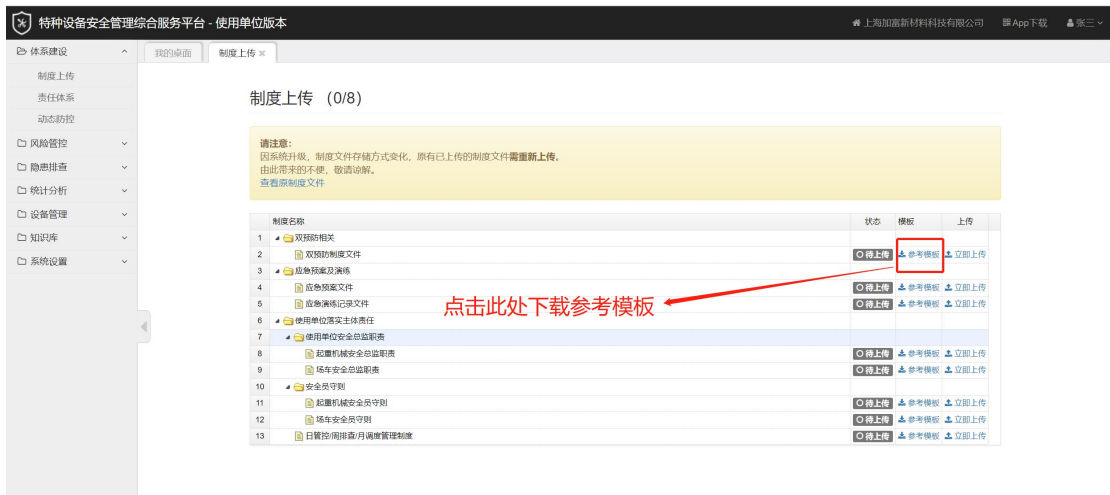 特种设备安全管理综合服务平台 - 使用单位版本
上海加富新材料科技有限公司 App下载 张三
体系建设
制度上传
责任体系
动态防控
风险管控
隐患排查
统计分析
设备管理
知识库
系统设置
我的桌面 制度上传
制度上传 (0/8)
请注意：
因系统升级，制度文件存储方式变化，原有已上传的制度文件需重新上传。
由此带来的不便，敬请谅解。
查看原制度文件
制度名称 状态 模板 上传
1 双预防相关
2 双预防制度文件 待上传 参考模板 立即上传
3 应急预案及演练
4 应急预案文件 待上传 参考模板 立即上传
5 应急演练记录文件 待上传 参考模板 立即上传
6 使用单位落实主体责任
7 使用单位安全总监职责
8 起重机械安全总监职责 待上传 参考模板 立即上传
9 场车安全总监职责 待上传 参考模板 立即上传
10 安全员守则
11 起重机械安全员守则 待上传 参考模板 立即上传
12 场车安全员守则 待上传 参考模板 立即上传
13 日管控/周排查/月调度管理制度 待上传 参考模板 立即上传
点击此处下载参考模板